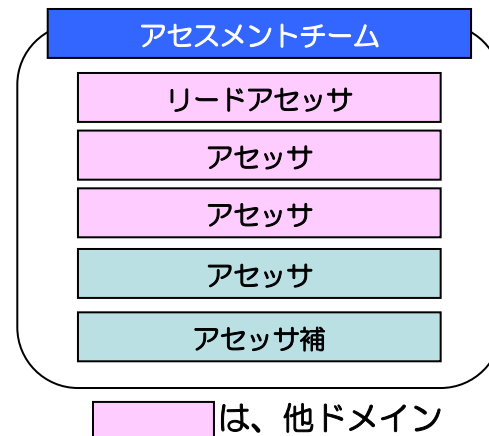 アセスメントチーム
リードアセッサ
アセッサ
アセッサ
アセッサ
アセッサ補
は、他ドメイン